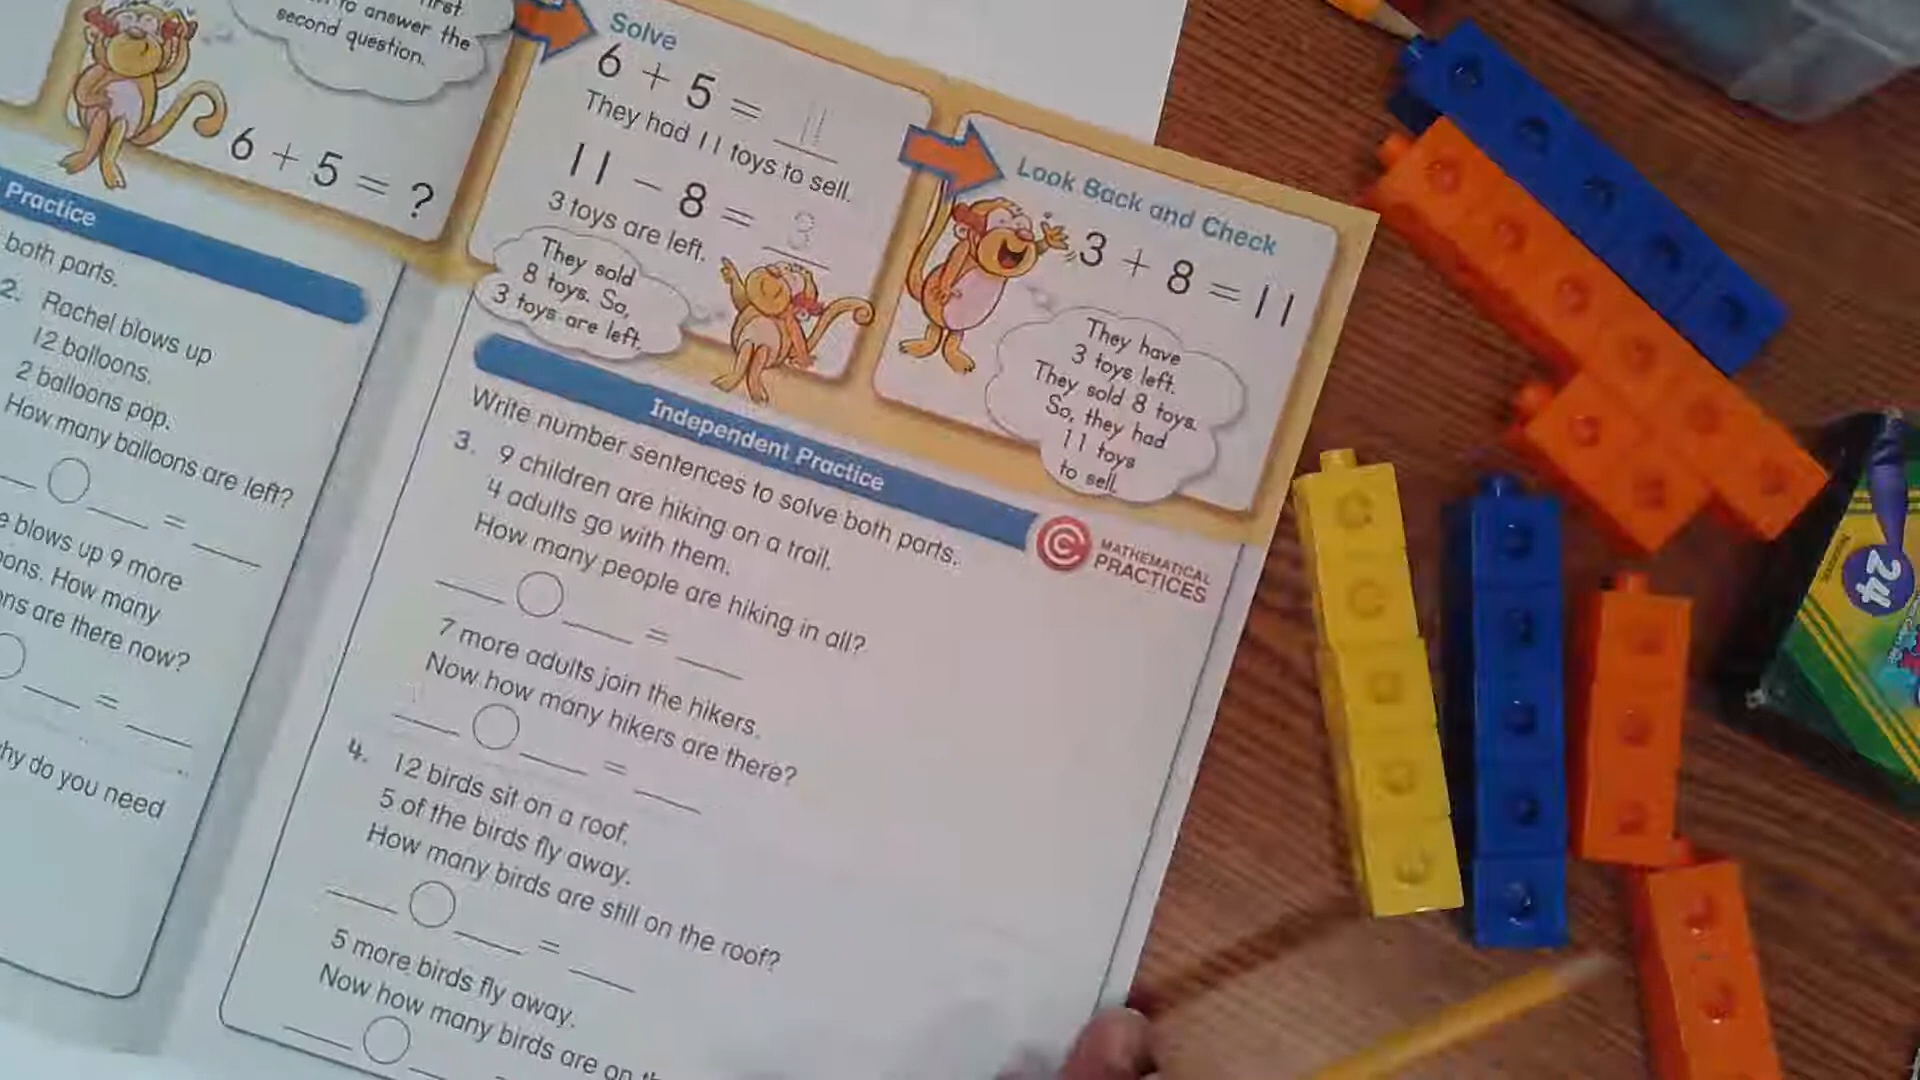 answer the
second question.
6 + 5 = ?
Practice
both parts.
2. Rachel blows up
12 balloons.
2 balloons pop.
How many balloons are left?
=
blows up 9 more
How many
are there now?
=
do you need
Solve
6 + 5 = 11
They had 11 toys to sell.
11 - 8 = 3
3 toys are left.
They sold
8 toys. So,
3 toys are left.
Look Back and Check
3 + 8 = 11
They have
3 toys left.
They sold 8 toys.
So, they had
11 toys
to sell.
Independent Practice
MATHEMATICAL
PRACTICES
Write number sentences to solve both parts.
3. 9 children are hiking on a trail.
4 adults go with them.
How many people are hiking in all?
=
7 more adults join the hikers.
Now how many hikers are there?
=
4. 12 birds sit on a roof.
5 of the birds fly away.
How many birds are still on the roof?
=
5 more birds fly away.
Now how many birds are on
24